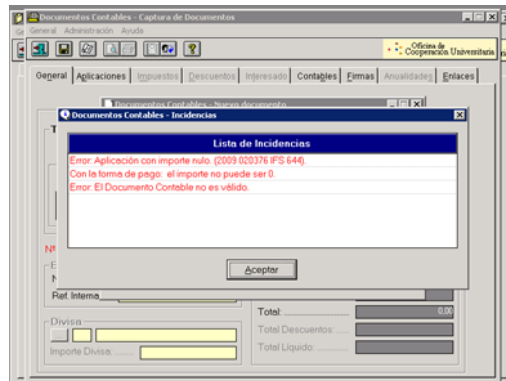 Documentos Contables - Captura de Documentos
General Administración Ayuda
Oficina de
Cooperación Universitaria
General Aplicaciones Impuestos Descuentos Interesado Contables Firmas Anualidades Enlaces
Documentos Contables - Nuevo documento
Documentos Contables - Incidencias
Lista de Incidencias
Error: Aplicación con importe nulo. (2009 020376 IFS 644).
Con la forma de pago: el importe no puede ser 0.
Error: El Documento Contable no es válido.
Aceptar
Ref. Interna
Total: 0,00
Divisa
Total Descuentos:
Importe Divisa:
Total Líquido: